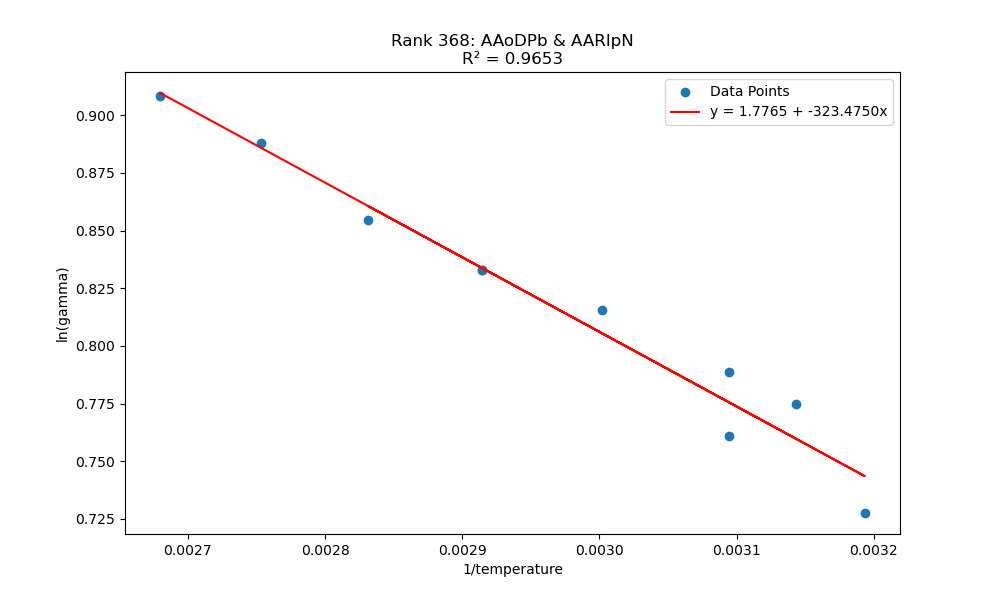 Rank 368: AAoDPb & AARlpN
R² = 0.9653
Data Points
y = 1.7765 + -323.4750x
ln(gamma)
0.900
0.875
0.850
0.825
0.800
0.775
0.750
0.725
0.0027 0.0028 0.0029 0.0030 0.0031 0.0032
1/temperature